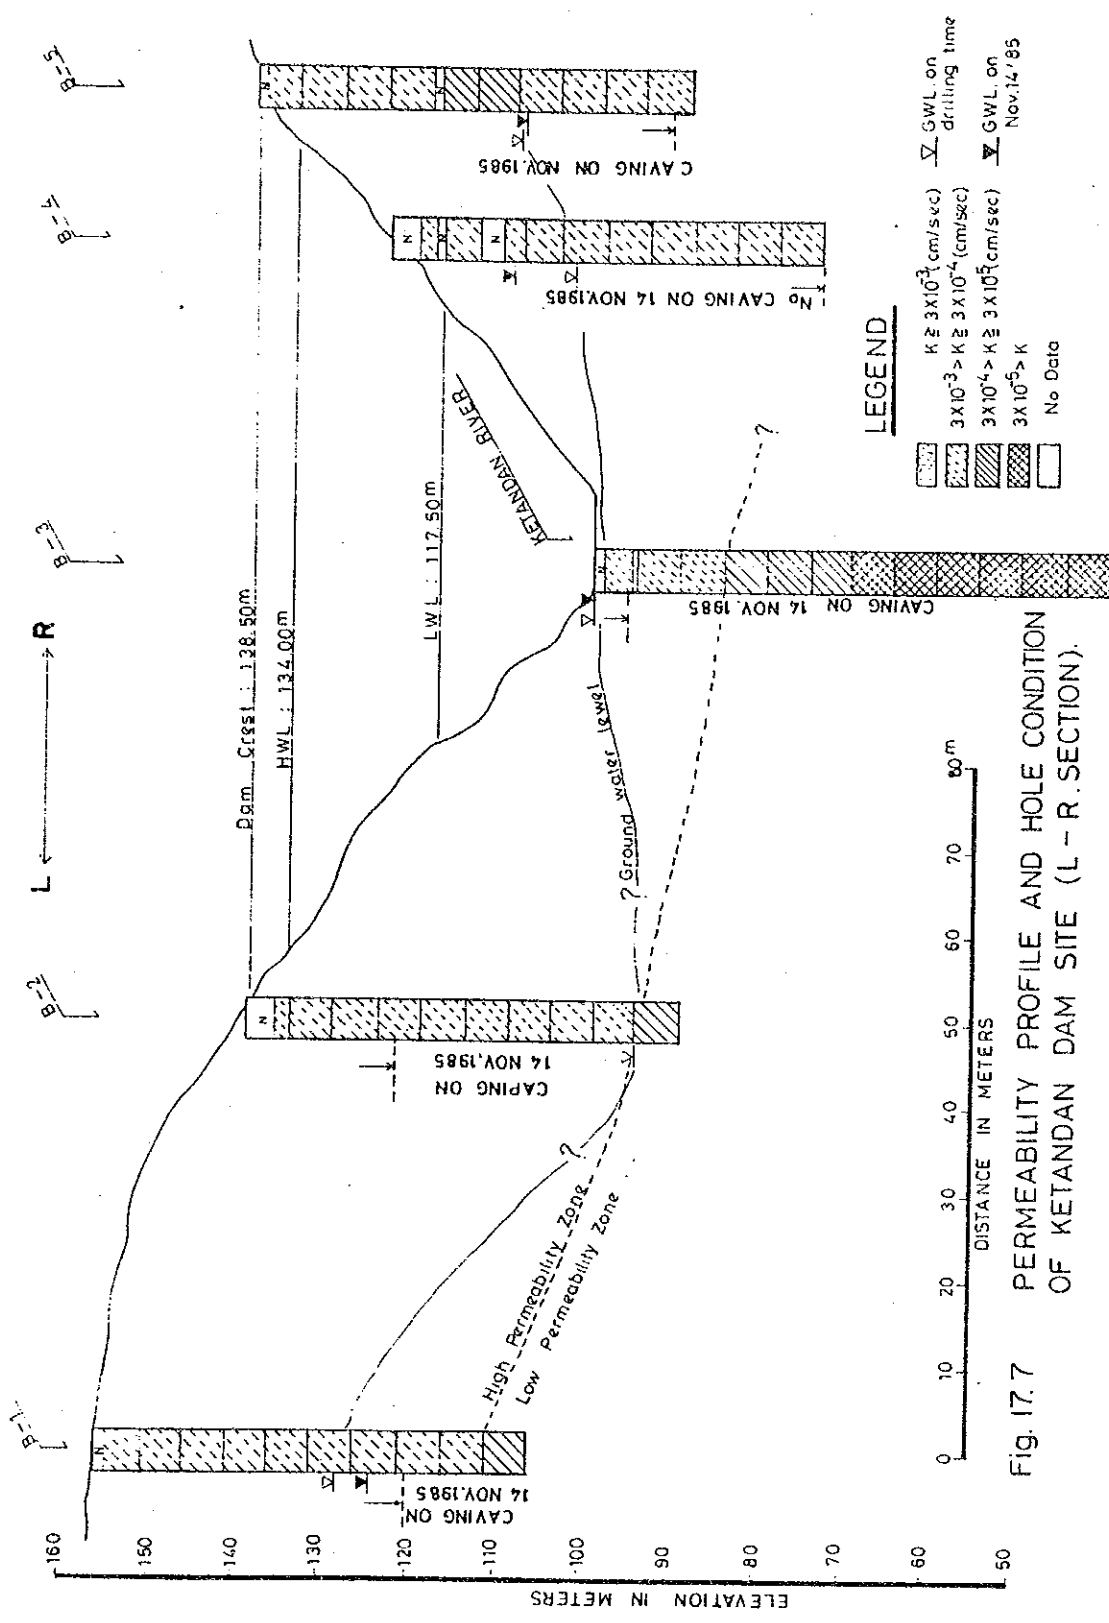 L R
B-1
B-2
B-3
B-4
B-5
Dam Crest : 138.50m
HWL : 134.00m
LWL : 117.50m
KETANDAN RIVER
N
N
N
N
N
N
N
N
CAVING ON
14 NOV.1985
CAPING ON
14 NOV.1985
CAVING ON 14 NOV.1985
No CAVING ON 14 NOV.1985
CAVING ON NOV.1985
?
? Ground water lewel
?
High Permeability Zone
Low Permeability Zone
160
150
140
130
120
110
100
90
80
70
60
50
ELEVATION IN METERS
0 10 20 30 40 50 60 70 80m
DISTANCE IN METERS
LEGEND
K ≧ 3X10-3(cm/sec)
3X10-3 > K ≧ 3X10-4 (cm/sec)
3X10-4 > K ≧ 3X10-5 (cm/sec)
3X10-5 > K
No Data
GWL. on
drilling time
GWL. on
Nov.14'85
Fig. 17.7 PERMEABILITY PROFILE AND HOLE CONDITION
OF KETANDAN DAM SITE (L - R. SECTION).